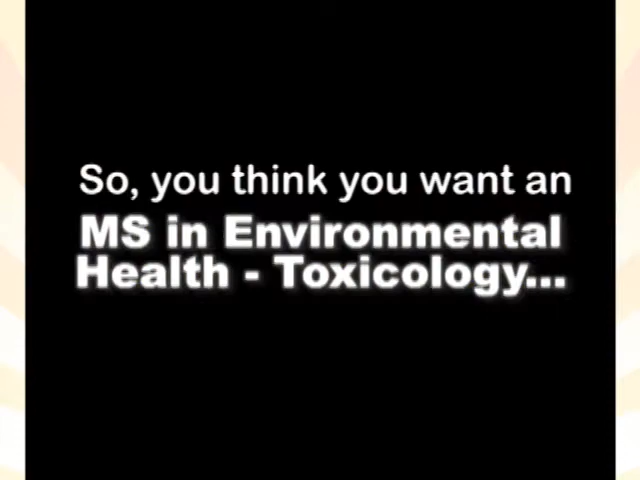 So, you think you want an
MS in Environmental
Health - Toxicology...